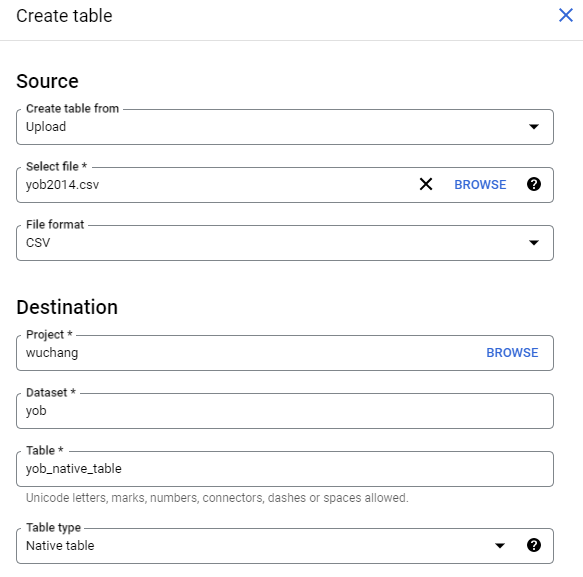 Create table
Source
Create table from
Upload
Select file *
yob2014.csv BROWSE ?
File format
CSV
Destination
Project *
wuchang BROWSE
Dataset *
yob
Table *
yob_native_table
Unicode letters, marks, numbers, connectors, dashes or spaces allowed.
Table type
Native table ?